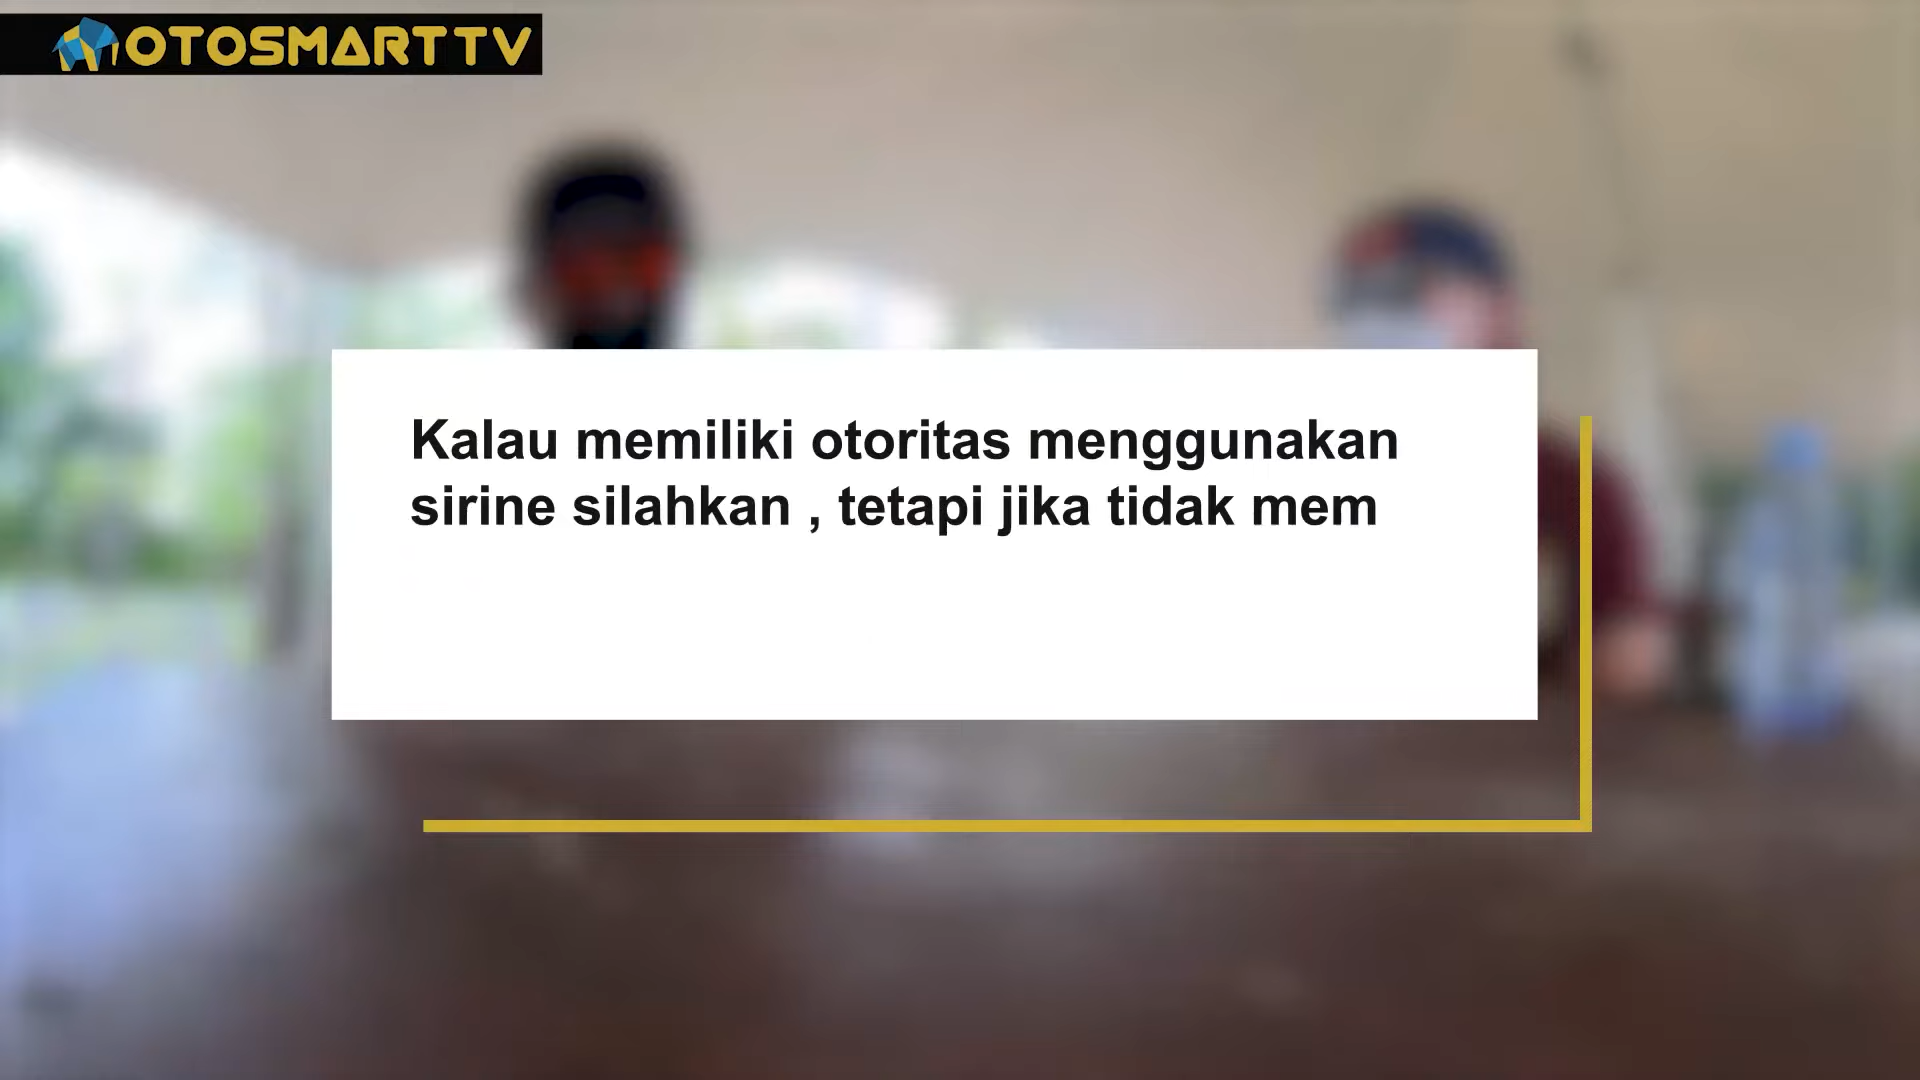 OTOSMART TV
Kalau memiliki otoritas menggunakan
sirine silahkan , tetapi jika tidak mem